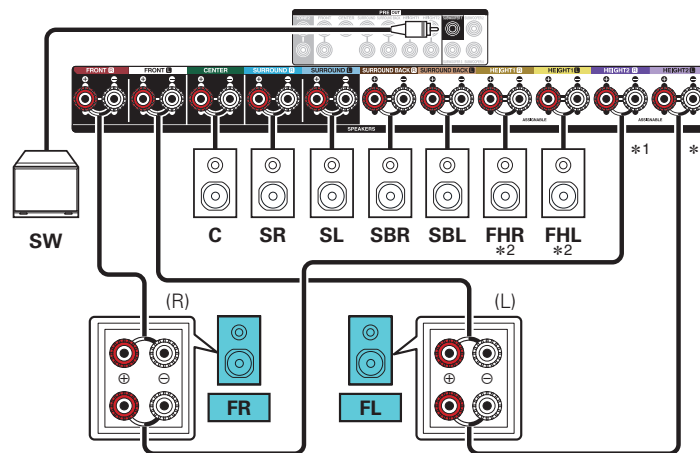 PRE OUT
FRONT R FRONT L CENTER SURROUND R SURROUND L SURROUND BACK R SURROUND BACK L HEIGHT1 R HEIGHT1 L HEIGHT2 R HEIGHT2 L
ASSIGNABLE ASSIGNABLE
SPEAKERS
*1 *
SW
C SR SL SBR SBL FHR FHL
*2 *2
(R) (L)
⊕ ⊖ ⊕ ⊖
FR FL